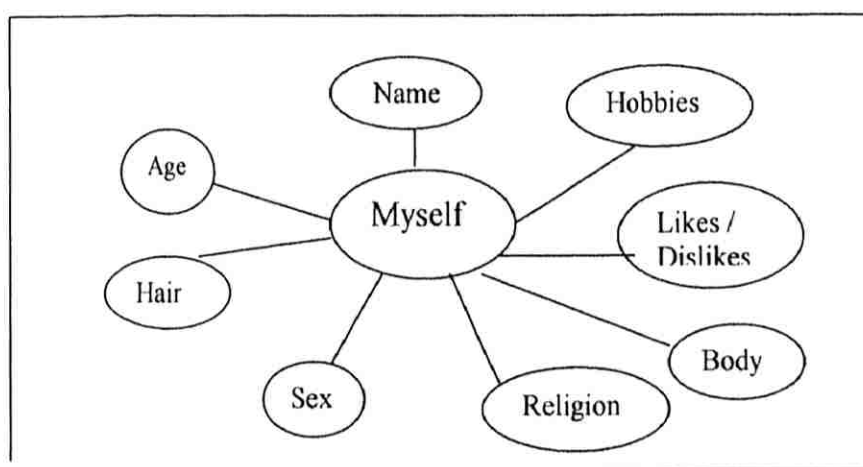 Name
Hobbies
Age
Myself
Likes /
Dislikes
Hair
Body
Sex
Religion